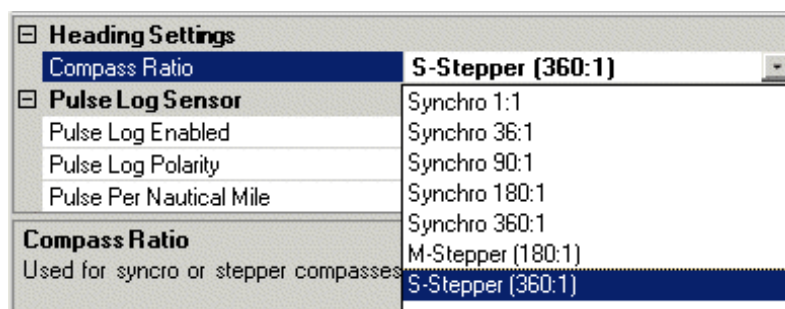 Heading Settings
Compass Ratio S-Stepper (360:1)
Pulse Log Sensor
Pulse Log Enabled
Pulse Log Polarity
Pulse Per Nautical Mile
Synchro 1:1
Synchro 36:1
Synchro 90:1
Synchro 180:1
Synchro 360:1
M-Stepper (180:1)
S-Stepper (360:1)
Compass Ratio
Used for syncro or stepper compasses